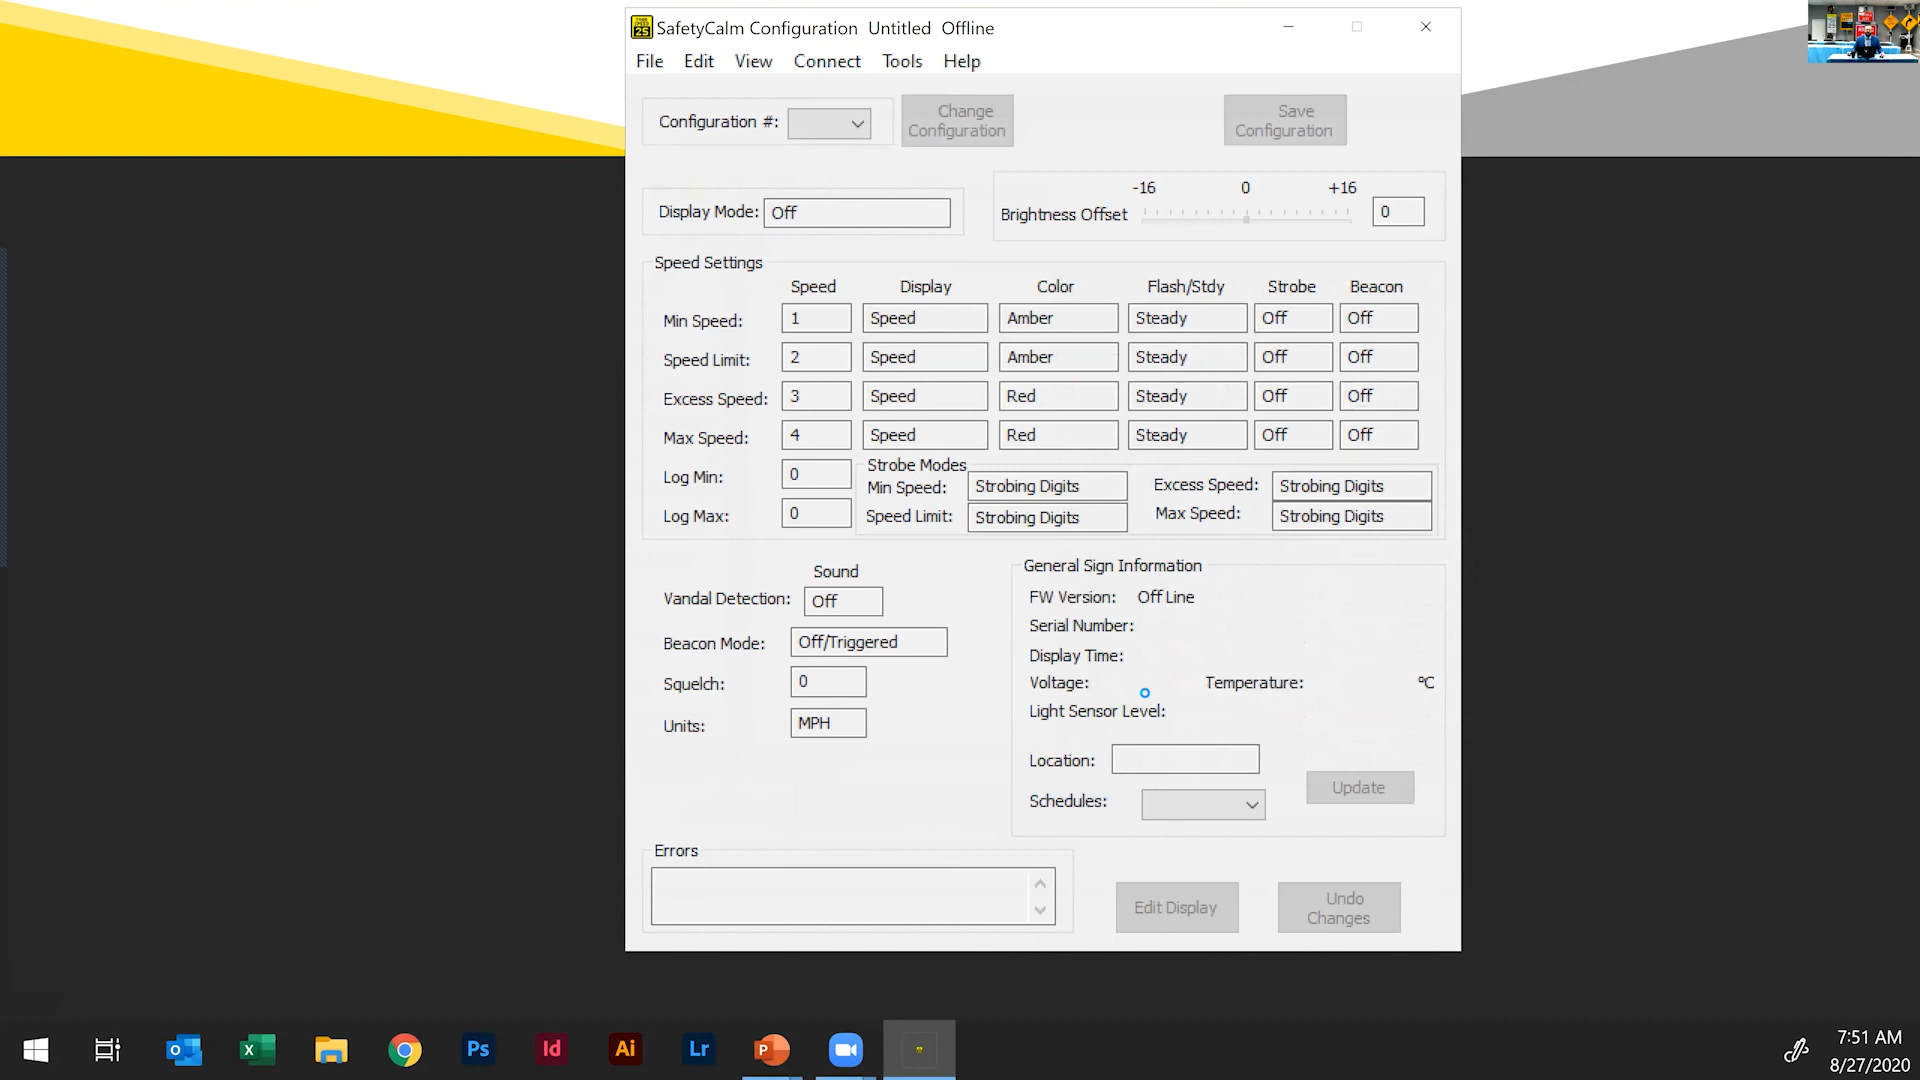 SafetyCalm Configuration Untitled Offline
File Edit View Connect Tools Help
Configuration #:
Change
Configuration
Save
Configuration
-16 0 +16
Display Mode: Off
Brightness Offset 0
Speed Settings
Speed Display Color Flash/Stdy Strobe Beacon
Min Speed: 1 Speed Amber Steady Off Off
Speed Limit: 2 Speed Amber Steady Off Off
Excess Speed: 3 Speed Red Steady Off Off
Max Speed: 4 Speed Red Steady Off Off
Log Min: 0
Log Max: 0
Strobe Modes
Min Speed: Strobing Digits Excess Speed: Strobing Digits
Speed Limit: Strobing Digits Max Speed: Strobing Digits
Sound
Vandal Detection: Off
Beacon Mode: Off/Triggered
Squelch: 0
Units: MPH
General Sign Information
FW Version: Off Line
Serial Number:
Display Time:
Voltage: Temperature: °C
Light Sensor Level:
Location:
Schedules:
Update
Errors
Edit Display
Undo
Changes
Ps Id Ai Lr
7:51 AM
8/27/2020